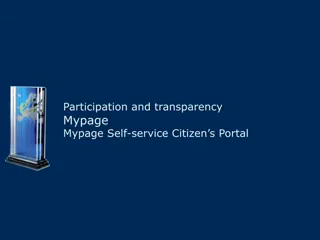 Participation and transparency
Mypage
Mypage Self-service Citizen’s Portal